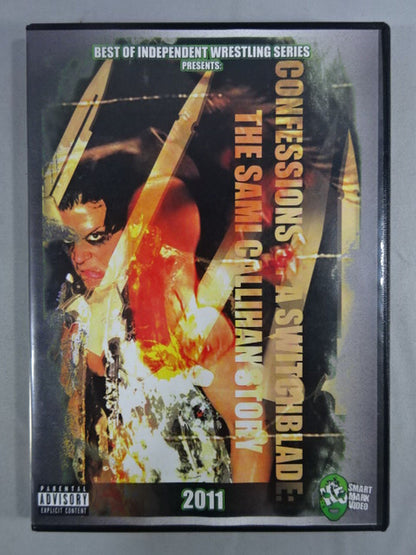 BEST OF INDEPENDENT WRESTLING SERIES
PRESENTS:
CONFESSIONS OF A SWITCHBLADE:
THE SAMI CALLIHAN STORY
PARENTAL
ADVISORY
EXPLICIT CONTENT
2011
SMART
MARK
VIDEO